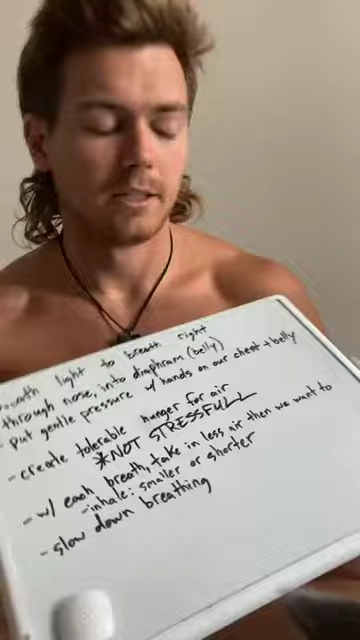 light to breath right
through nose, into diaphram (belly)
- put gentle pressure w/ hands on our chest + belly
- create tolerable hunger for air
*NOT STRESSFULL
- w/ each breath, take in less air then we want to
- inhale: smaller or shorter
- slow down breathing